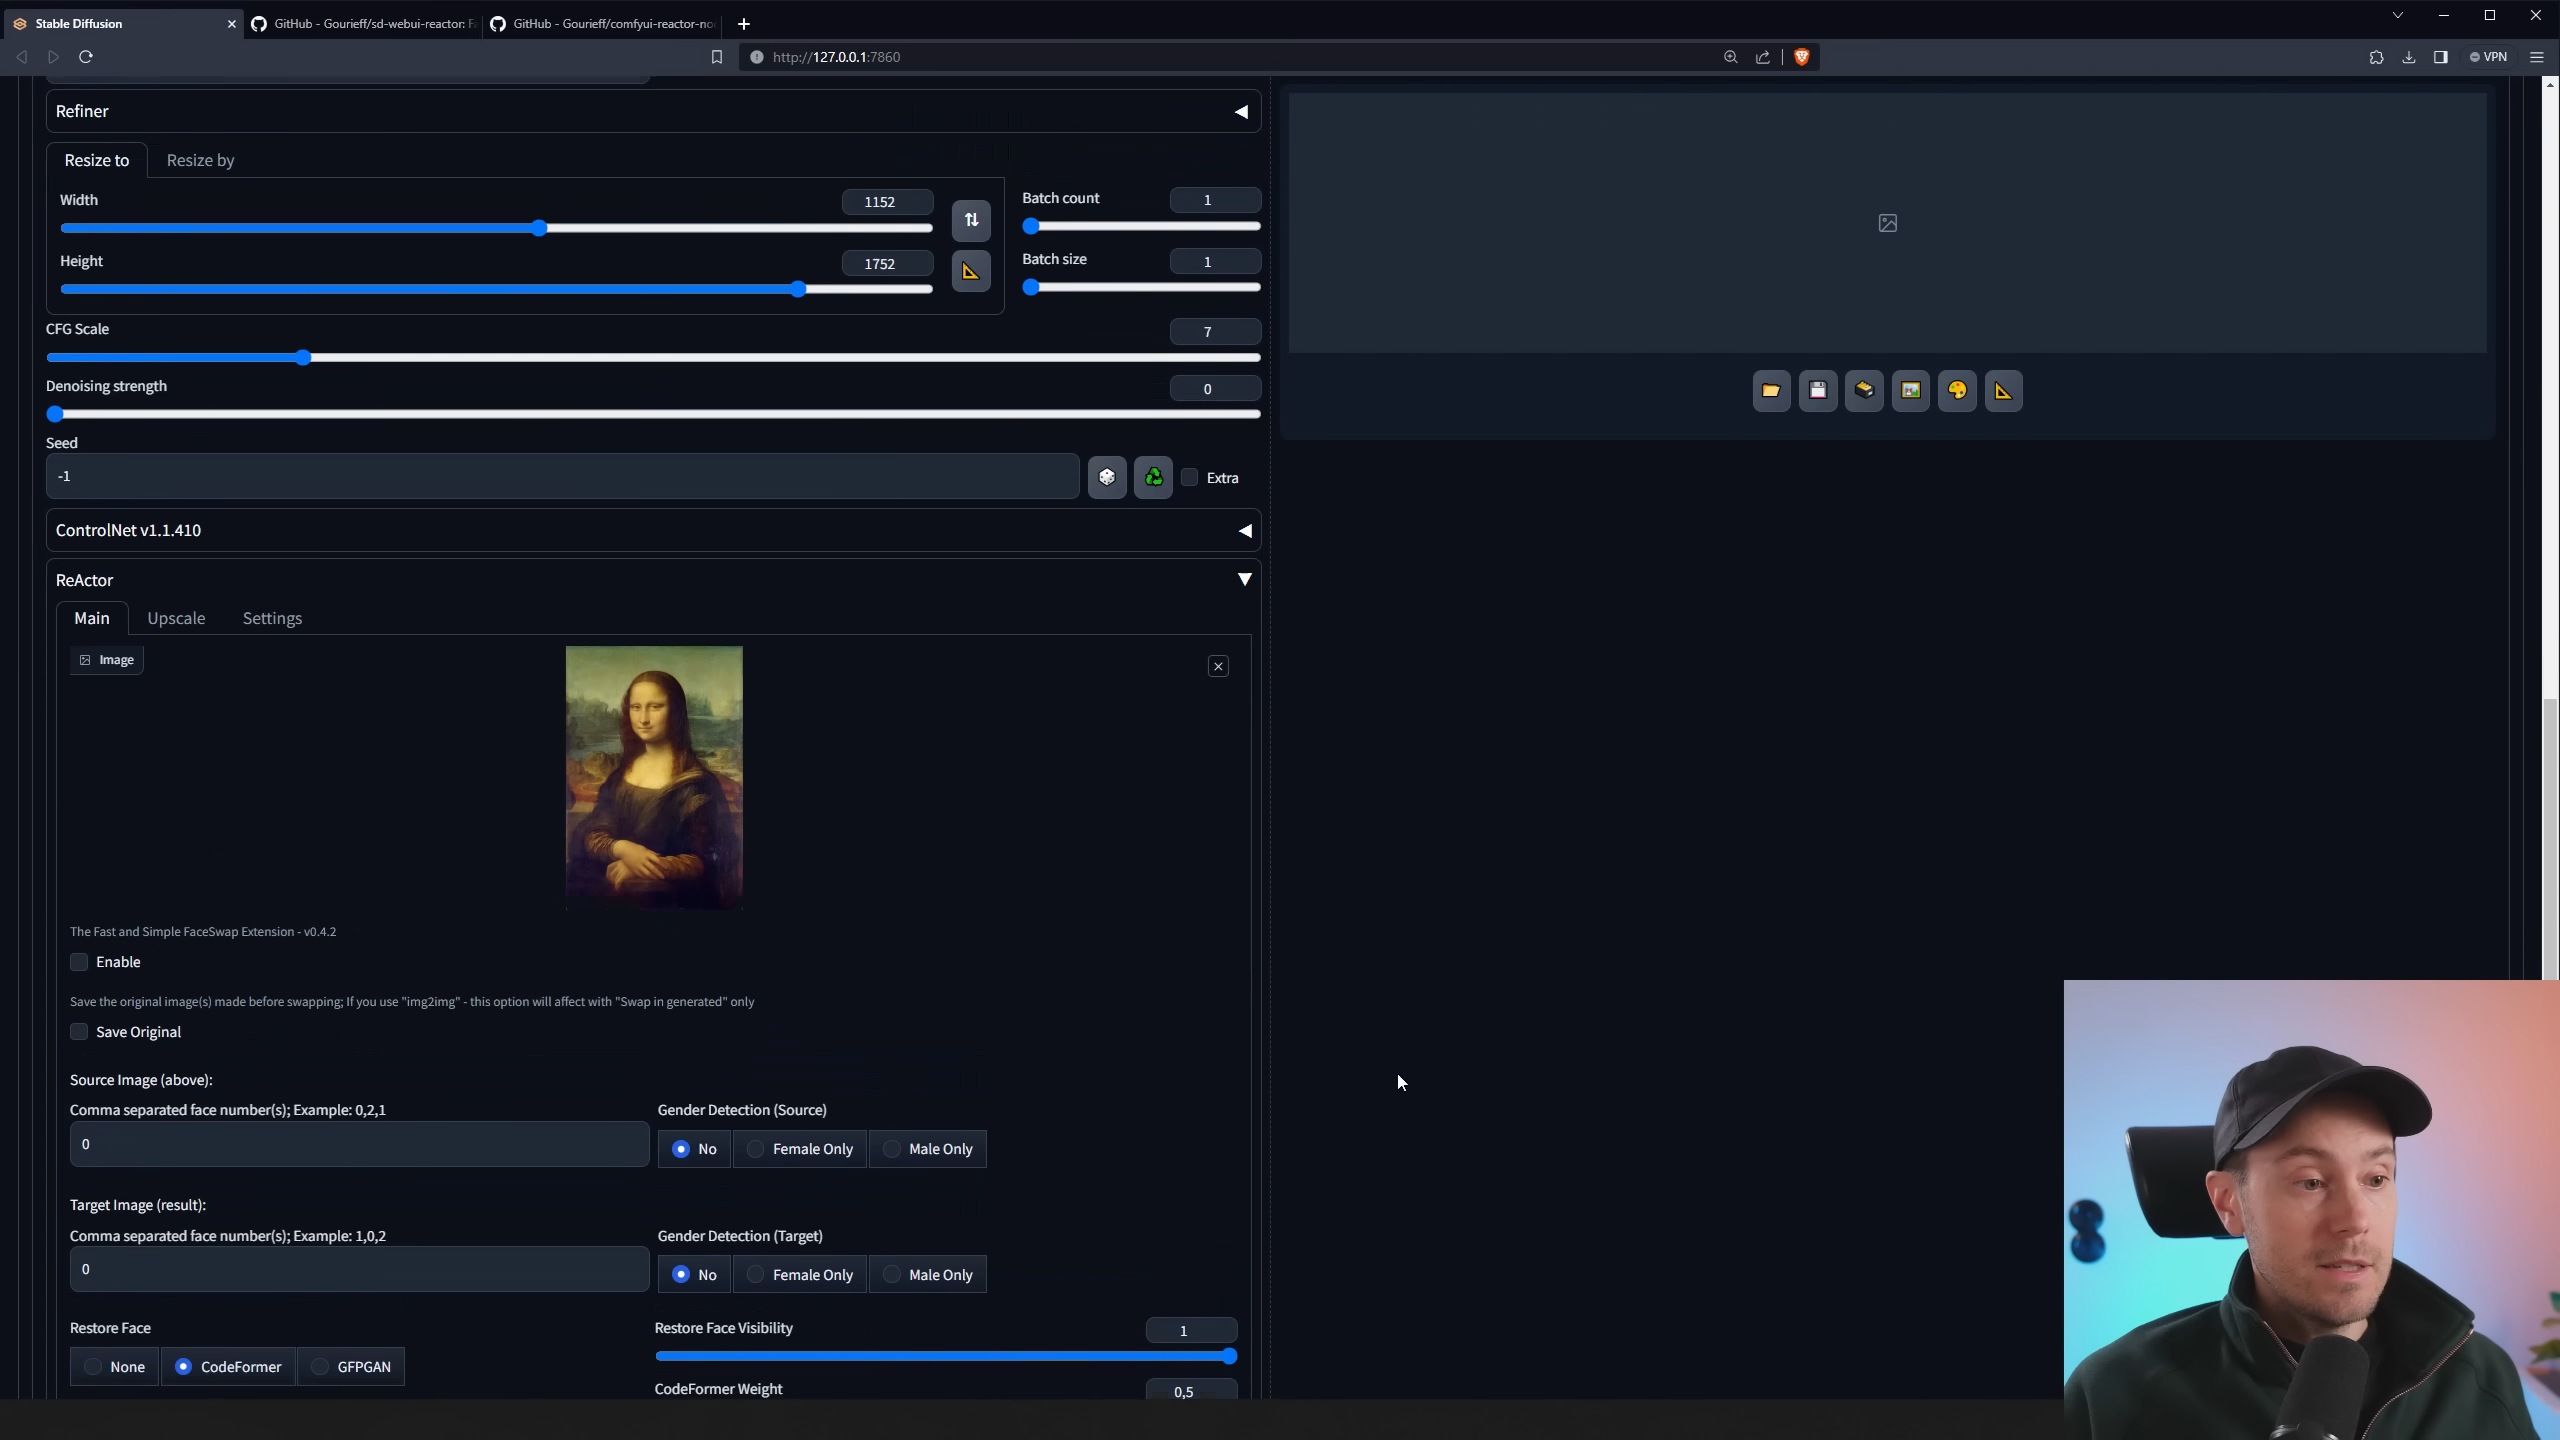 Stable Diffusion
GitHub - Gourieff/sd-webui-reactor: F
GitHub - Gourieff/comfyui-reactor-no
http://127.0.0.1:7860
VPN
Refiner
Resize to
Resize by
Width
1152
Height
1752
Batch count
1
Batch size
1
CFG Scale
7
Denoising strength
0
Seed
-1
Extra
ControlNet v1.1.410
ReActor
Main
Upscale
Settings
Image
The Fast and Simple FaceSwap Extension - v0.4.2
Enable
Save the original image(s) made before swapping; If you use "img2img" - this option will affect with "Swap in generated" only
Save Original
Source Image (above):
Comma separated face number(s); Example: 0,2,1
0
Gender Detection (Source)
No
Female Only
Male Only
Target Image (result):
Comma separated face number(s); Example: 1,0,2
0
Gender Detection (Target)
No
Female Only
Male Only
Restore Face
None
CodeFormer
GFPGAN
Restore Face Visibility
1
CodeFormer Weight
0,5